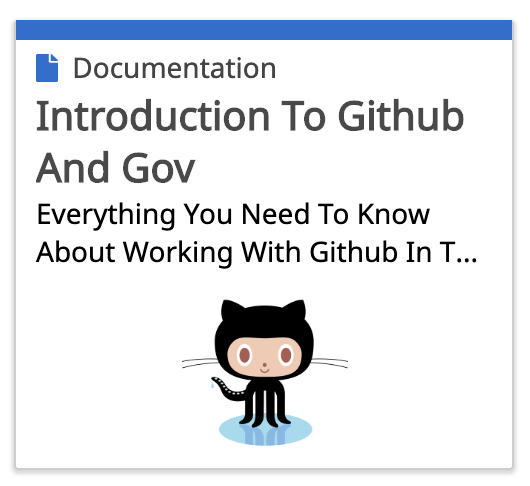 Documentation
Introduction To Github
And Gov
Everything You Need To Know
About Working With Github In T...